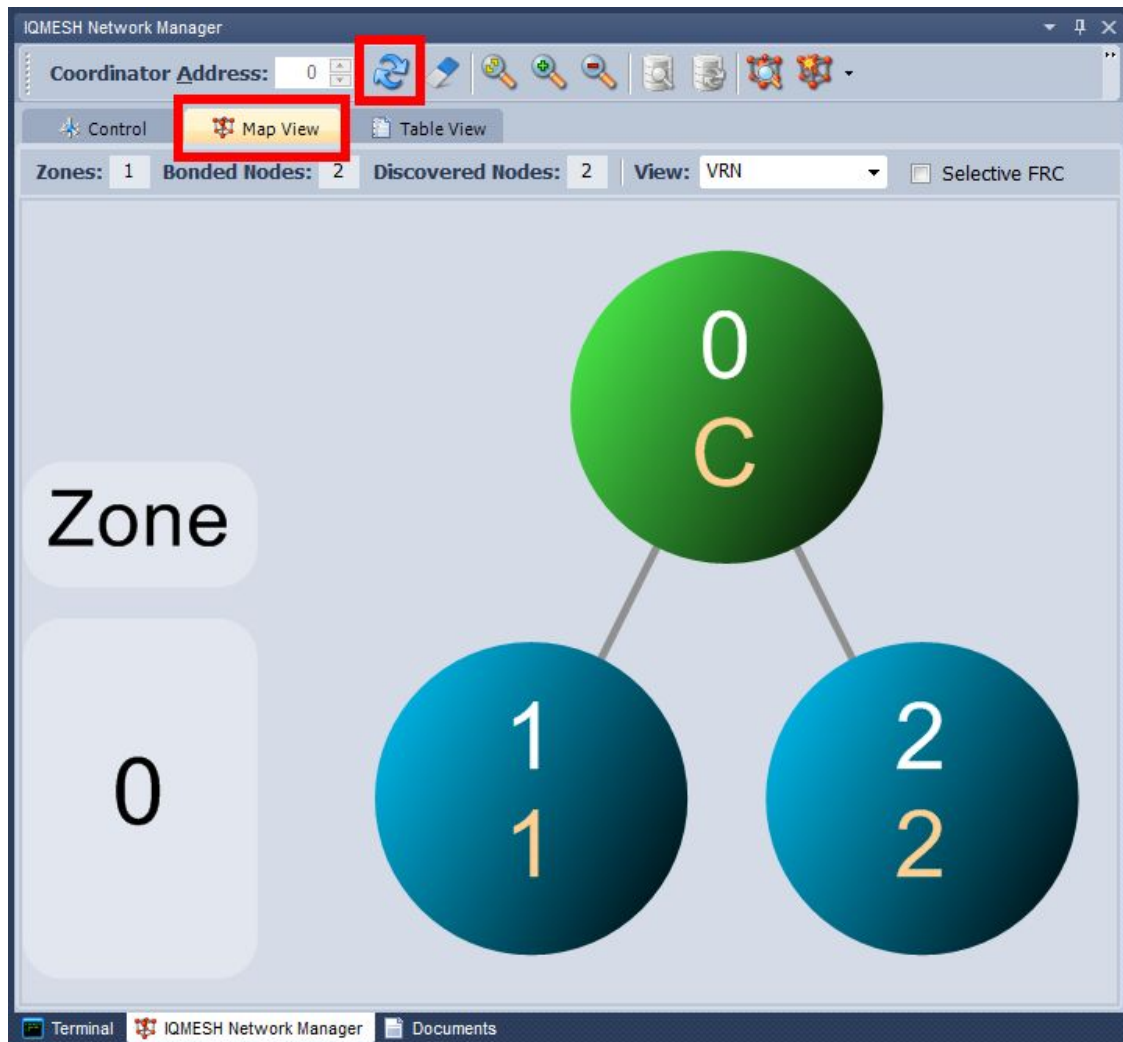 IQMESH Network Manager
Coordinator Address: 0
Control Map View Table View
Zones: 1 Bonded Nodes: 2 Discovered Nodes: 2 View: VRN Selective FRC
0
C
Zone
0
1
1
2
2
Terminal IQMESH Network Manager Documents